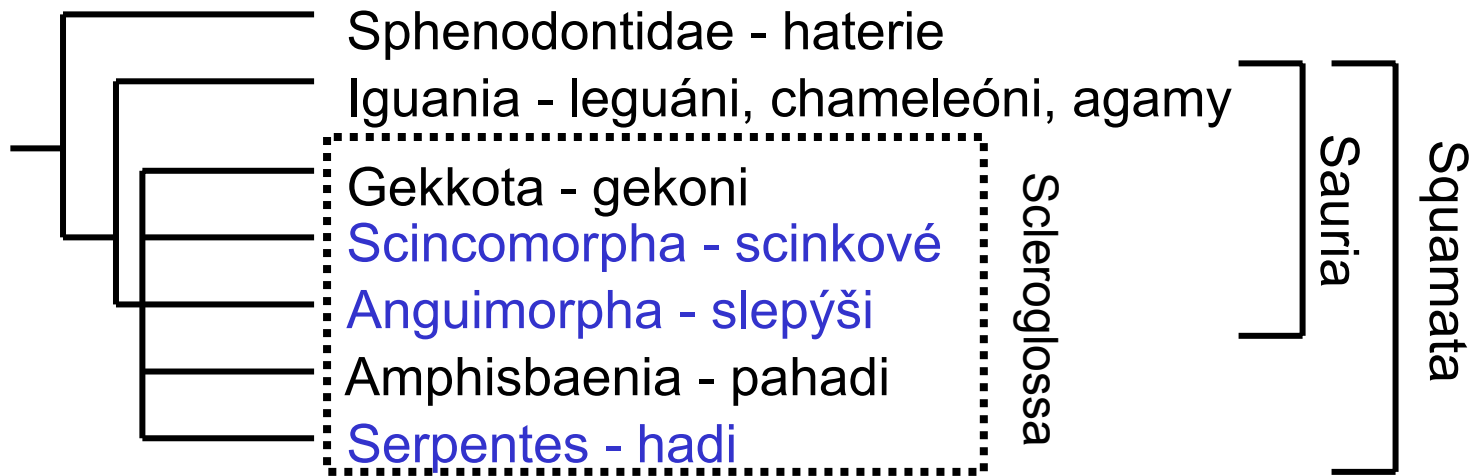 Sphenodontidae - haterie
Iguania - leguáni, chameleóni, agamy
Gekkota - gekoni
Scincomorpha - scinkové
Anguimorpha - slepýši
Amphisbaenia - pahadi
Serpentes - hadi
Scleroglossa
Sauria
Squamata